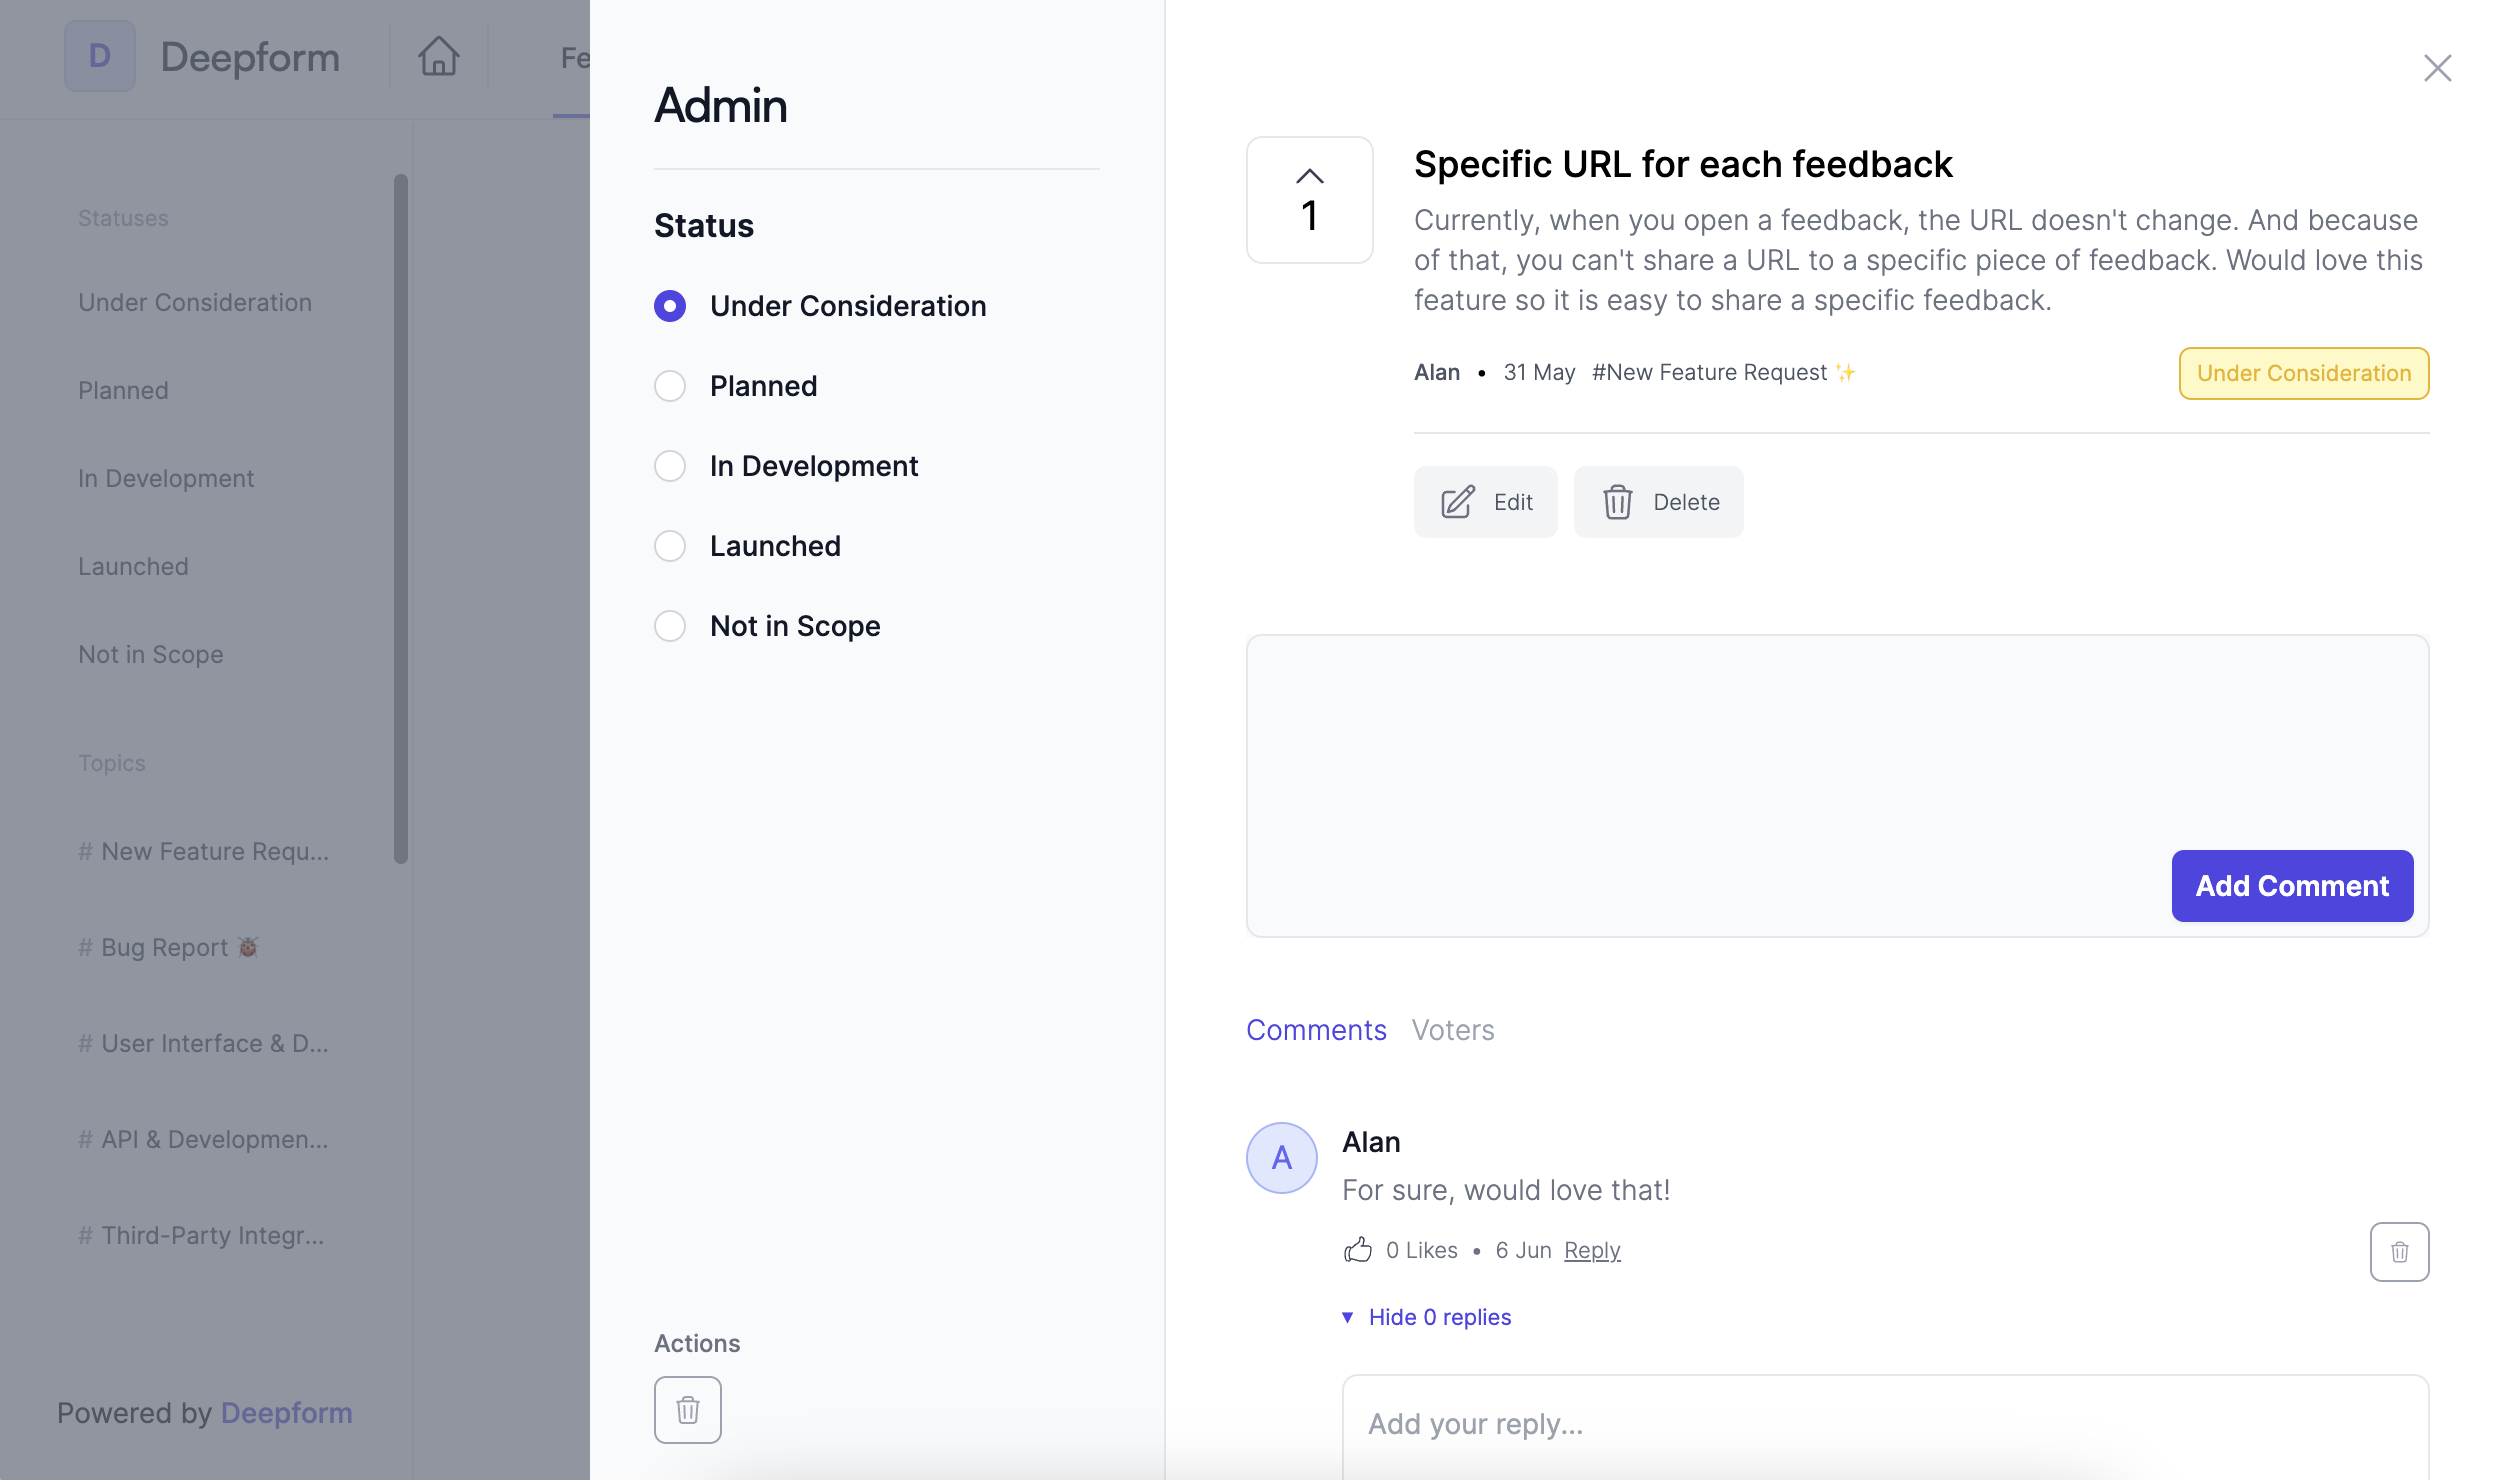 D
Deepform
Fe
Statuses
Under Consideration
Planned
In Development
Launched
Not in Scope
Topics
# New Feature Requ...
# Bug Report 🐞
# User Interface & D...
# API & Developmen...
# Third-Party Integr...
Powered by Deepform
Admin
Status
Under Consideration
Planned
In Development
Launched
Not in Scope
Actions
1
Specific URL for each feedback
Currently, when you open a feedback, the URL doesn't change. And because
of that, you can't share a URL to a specific piece of feedback. Would love this
feature so it is easy to share a specific feedback.
Alan • 31 May #New Feature Request ✨
Under Consideration
Edit
Delete
Add Comment
Comments Voters
A
Alan
For sure, would love that!
0 Likes • 6 Jun Reply
▼ Hide 0 replies
Add your reply...